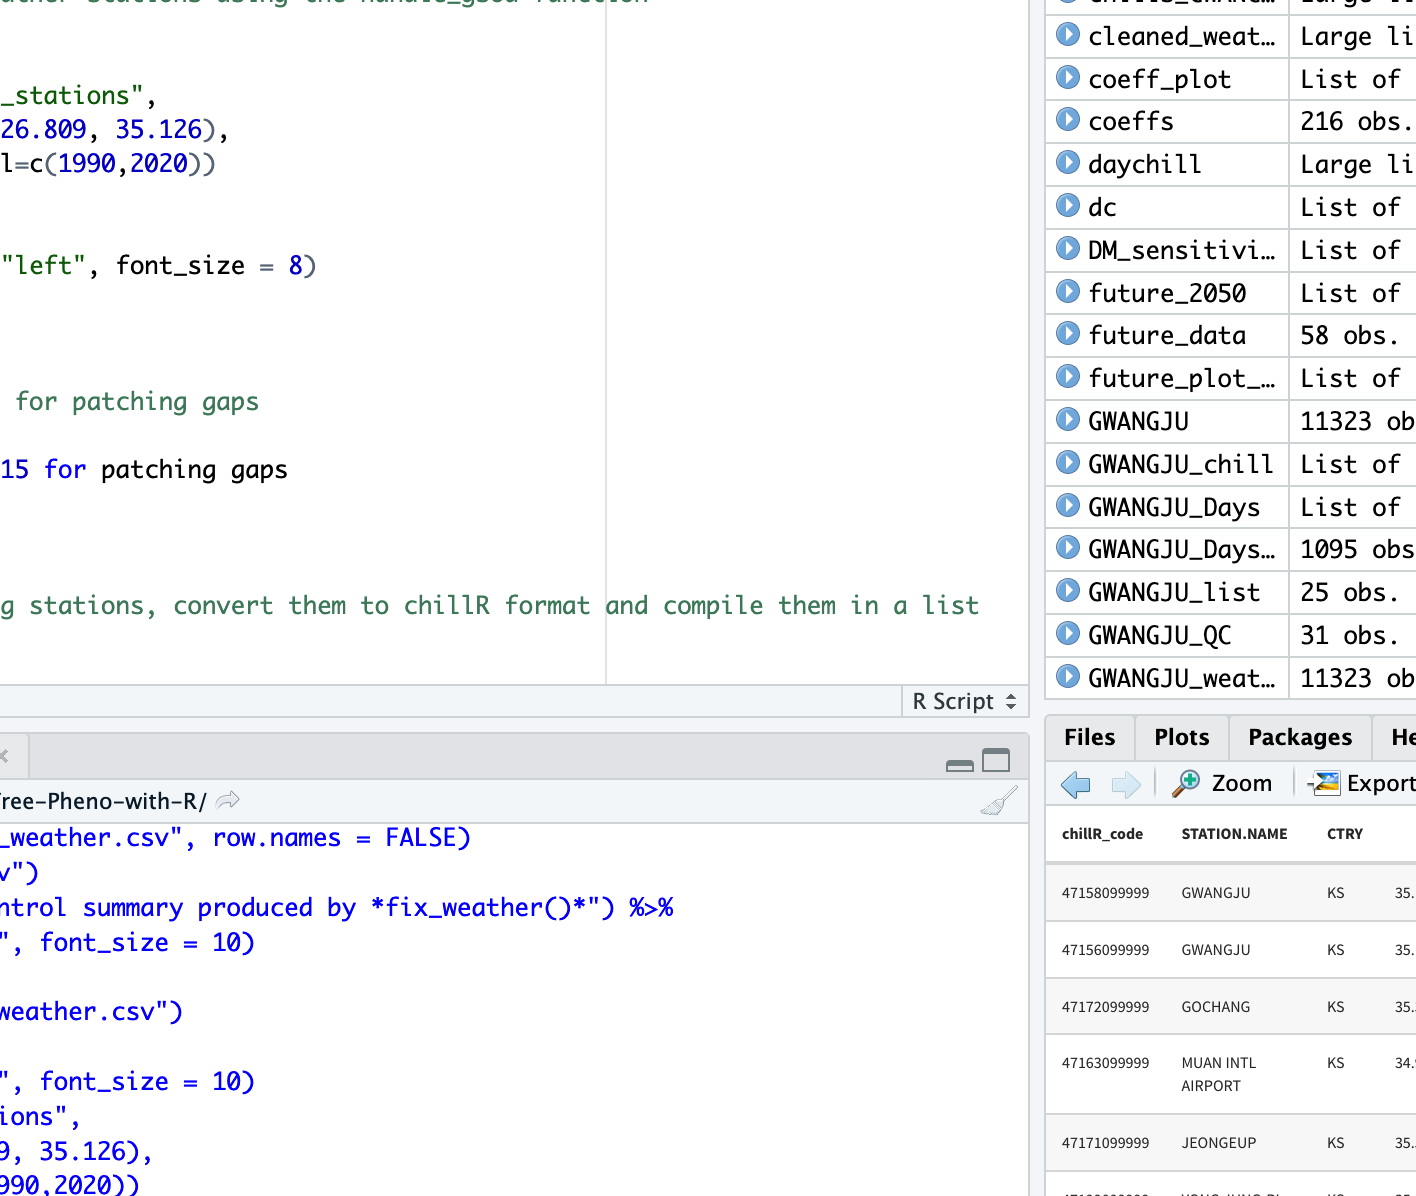 _stations",
26.809, 35.126),
l=c(1990,2020))
"left", font_size = 8)
for patching gaps
15 for patching gaps
g stations, convert them to chillR format and compile them in a list
R Script
ree-Pheno-with-R/
_weather.csv", row.names = FALSE)
v")
ntrol summary produced by *fix_weather()*") %>%
", font_size = 10)
weather.csv")
", font_size = 10)
ions",
9, 35.126),
990,2020))
cleaned_weat… Large li
coeff_plot List of
coeffs 216 obs.
daychill Large li
dc List of
DM_sensitivi… List of
future_2050 List of
future_data 58 obs.
future_plot_… List of
GWANGJU 11323 ob
GWANGJU_chill List of
GWANGJU_Days List of
GWANGJU_Days… 1095 obs
GWANGJU_list 25 obs.
GWANGJU_QC 31 obs.
GWANGJU_weat… 11323 ob
Files Plots Packages He
Zoom Export
chillR_code STATION.NAME CTRY
47158099999 GWANGJU KS 35.
47156099999 GWANGJU KS 35.
47172099999 GOCHANG KS 35.
47163099999 MUAN INTL AIRPORT KS 34.
47171099999 JEONGEUP KS 35.